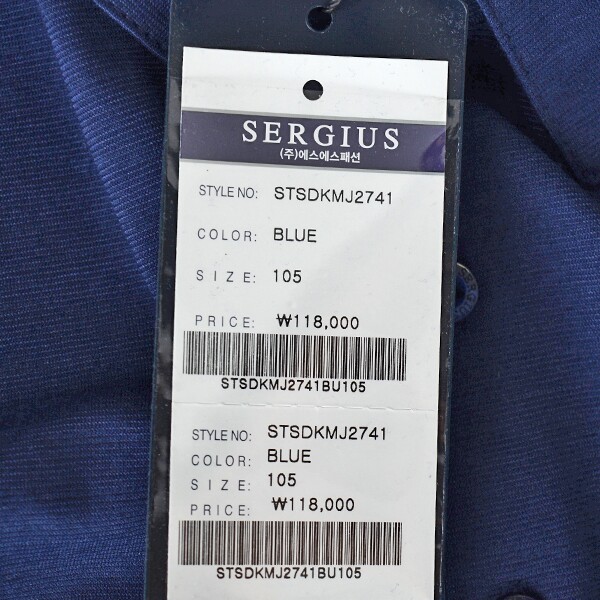 SERGIUS
(주)에스에스패션
STYLE NO: STSDKMJ2741
COLOR: BLUE
SIZE: 105
PRICE: ₩118,000
STSDKMJ2741BU105
STYLE NO: STSDKMJ2741
COLOR: BLUE
SIZE: 105
PRICE: ₩118,000
STSDKMJ2741BU105